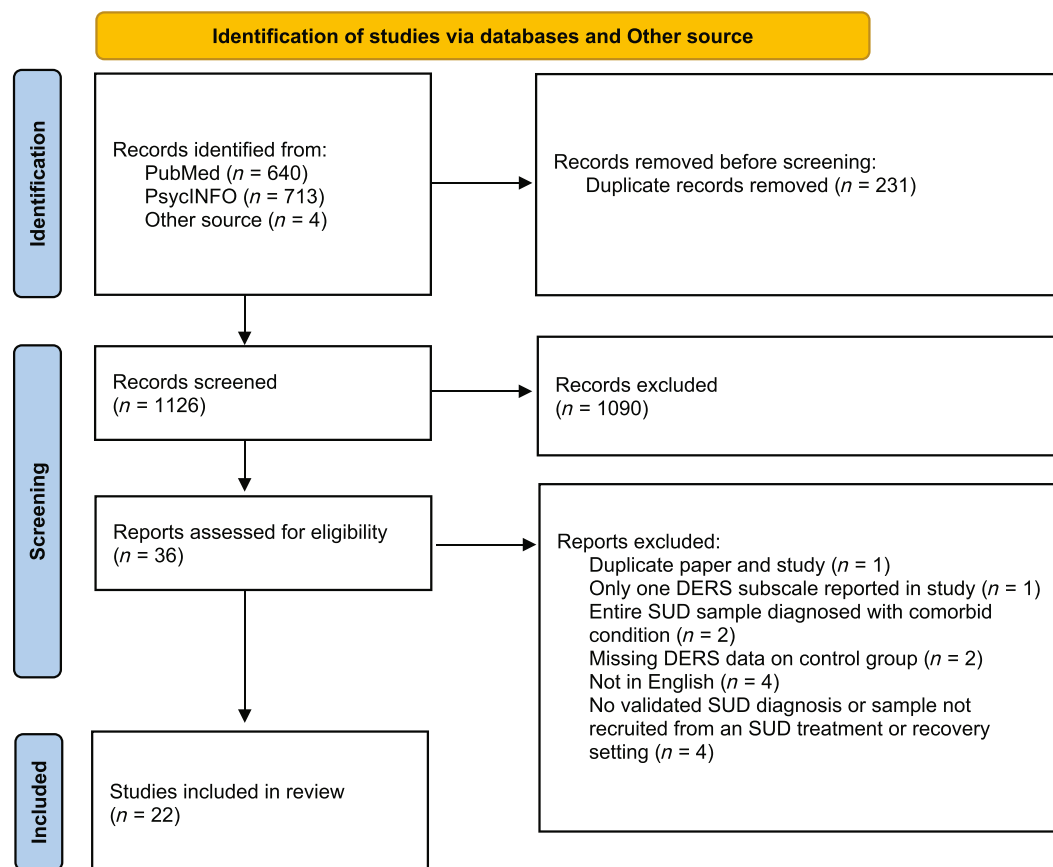 Identification of studies via databases and Other source
Identification
Records identified from:
PubMed (n = 640)
PsycINFO (n = 713)
Other source (n = 4)
Records removed before screening:
Duplicate records removed (n = 231)
Screening
Records screened
(n = 1126)
Records excluded
(n = 1090)
Reports assessed for eligibility
(n = 36)
Reports excluded:
Duplicate paper and study (n = 1)
Only one DERS subscale reported in study (n = 1)
Entire SUD sample diagnosed with comorbid
condition (n = 2)
Missing DERS data on control group (n = 2)
Not in English (n = 4)
No validated SUD diagnosis or sample not
recruited from an SUD treatment or recovery
setting (n = 4)
Included
Studies included in review
(n = 22)